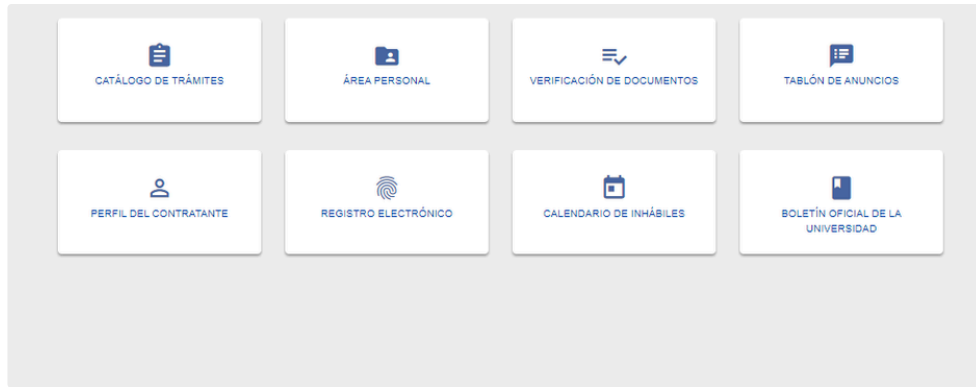 CATÁLOGO DE TRÁMITES
ÁREA PERSONAL
VERIFICACIÓN DE DOCUMENTOS
TABLÓN DE ANUNCIOS
PERFIL DEL CONTRATANTE
REGISTRO ELECTRÓNICO
CALENDARIO DE INHÁBILES
BOLETÍN OFICIAL DE LA
UNIVERSIDAD